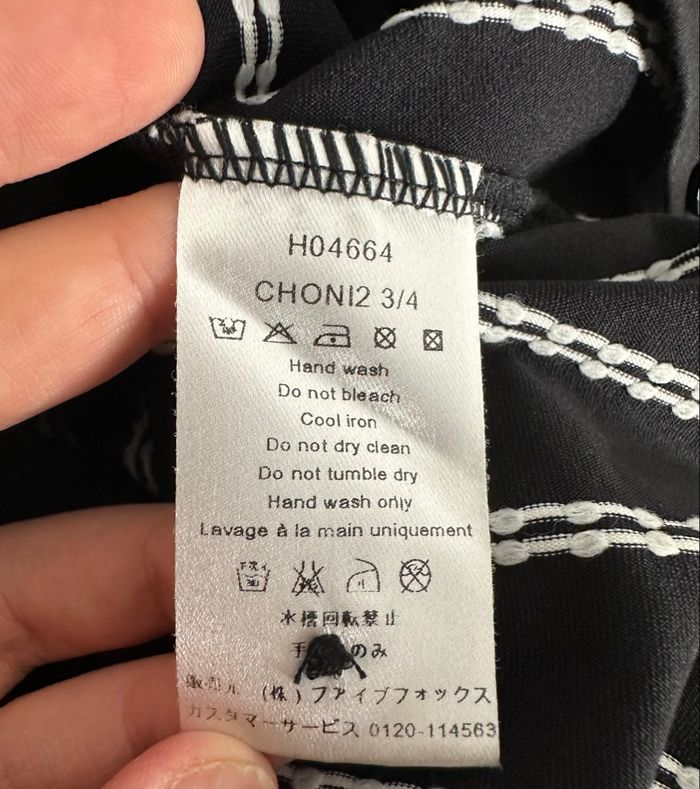 H04664
CHONI2 3/4
Hand wash
Do not bleach
Cool iron
Do not dry clean
Do not tumble dry
Hand wash only
Lavage à la main uniquement
水槽回転禁止
手 のみ
(株)ファイブフォックス
カスタマーサービス 0120-114563